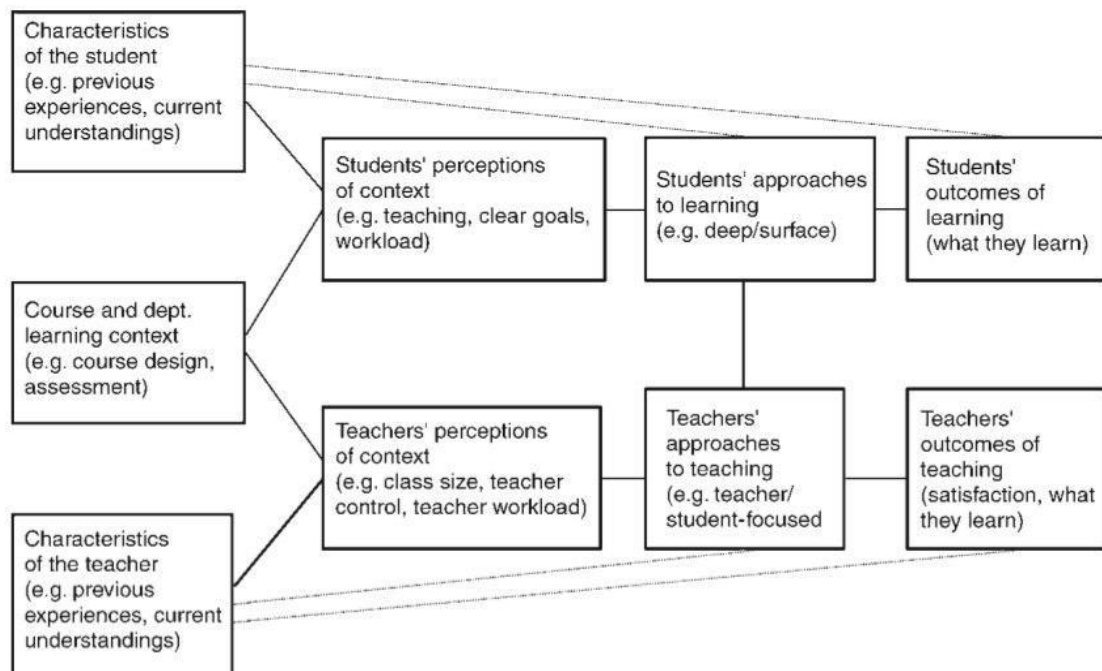 Characteristics
of the student
(e.g. previous
experiences, current
understandings)
Students' perceptions
of context
(e.g. teaching, clear goals,
workload)
Students' approaches
to learning
(e.g. deep/surface)
Students'
outcomes of
learning
(what they learn)
Course and dept.
learning context
(e.g. course design,
assessment)
Teachers' perceptions
of context
(e.g. class size, teacher
control, teacher workload)
Teachers'
approaches
to teaching
(e.g. teacher/
student-focused
Teachers'
outcomes of
teaching
(satisfaction, what
they learn)
Characteristics
of the teacher
(e.g. previous
experiences, current
understandings)